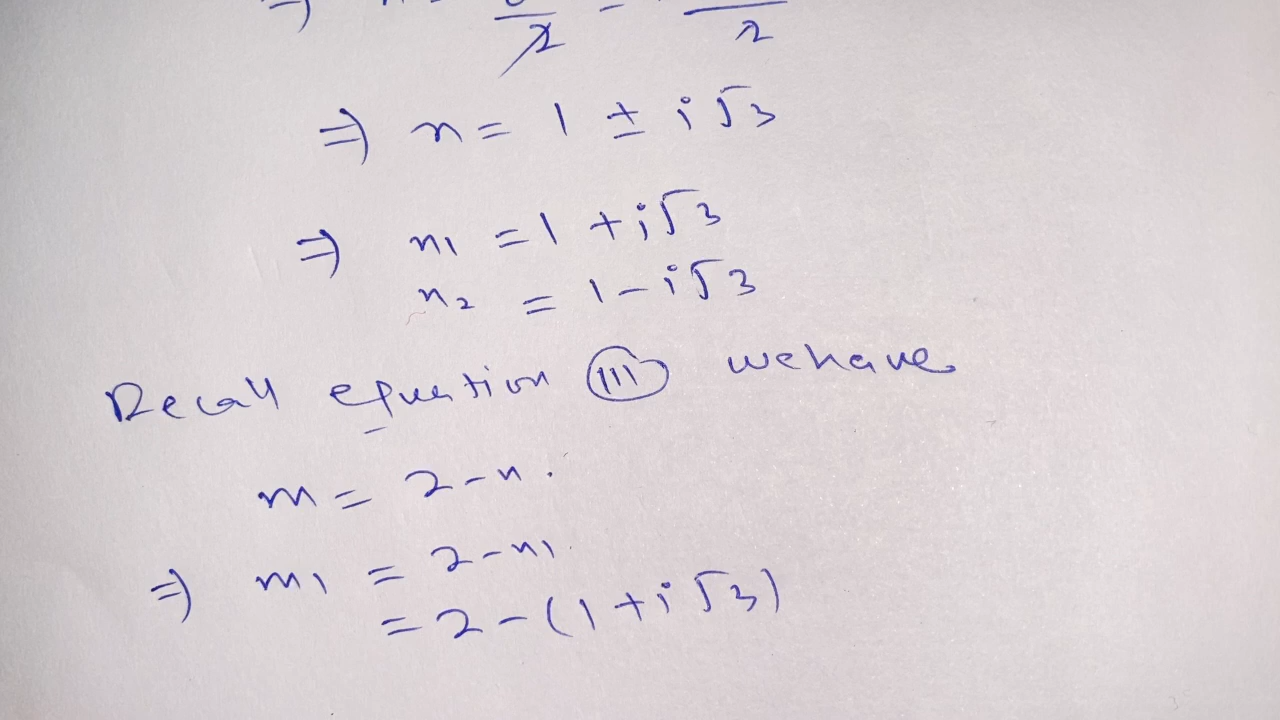 ⇒ n = 1 ± i√3
⇒ n₁ = 1 + i√3
n₂ = 1 - i√3
Recall equation (III) we have
m = 2 - n.
⇒ m₁ = 2 - n₁
= 2 - (1 + i√3)